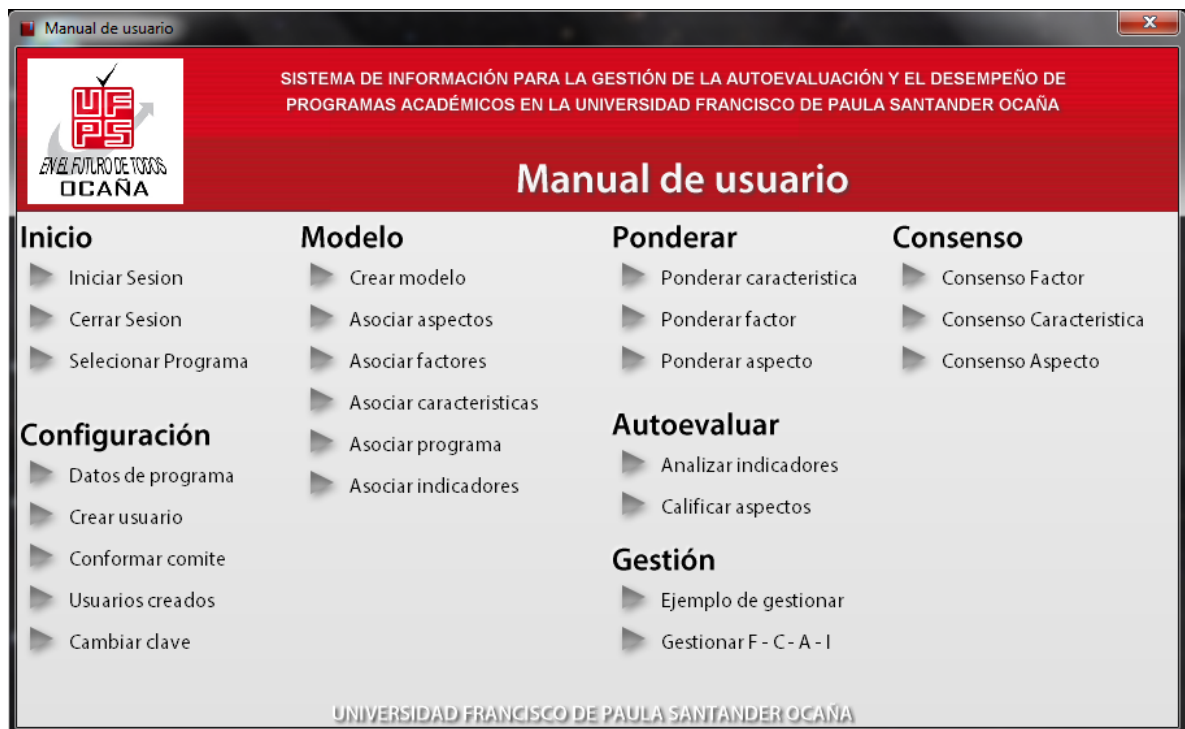 Manual de usuario
UFPS
EN EL FUTURO DE TODOS
OCAÑA
SISTEMA DE INFORMACIÓN PARA LA GESTIÓN DE LA AUTOEVALUACIÓN Y EL DESEMPEÑO DE
PROGRAMAS ACADÉMICOS EN LA UNIVERSIDAD FRANCISCO DE PAULA SANTANDER OCAÑA
Manual de usuario
Inicio
Iniciar Sesion
Cerrar Sesion
Selecionar Programa
Configuración
Datos de programa
Crear usuario
Conformar comite
Usuarios creados
Cambiar clave
Modelo
Crear modelo
Asociar aspectos
Asociar factores
Asociar caracteristicas
Asociar programa
Asociar indicadores
Ponderar
Ponderar caracteristica
Ponderar factor
Ponderar aspecto
Autoevaluar
Analizar indicadores
Calificar aspectos
Gestión
Ejemplo de gestionar
Gestionar F - C - A - I
Consenso
Consenso Factor
Consenso Caracteristica
Consenso Aspecto
UNIVERSIDAD FRANCISCO DE PAULA SANTANDER OCAÑA